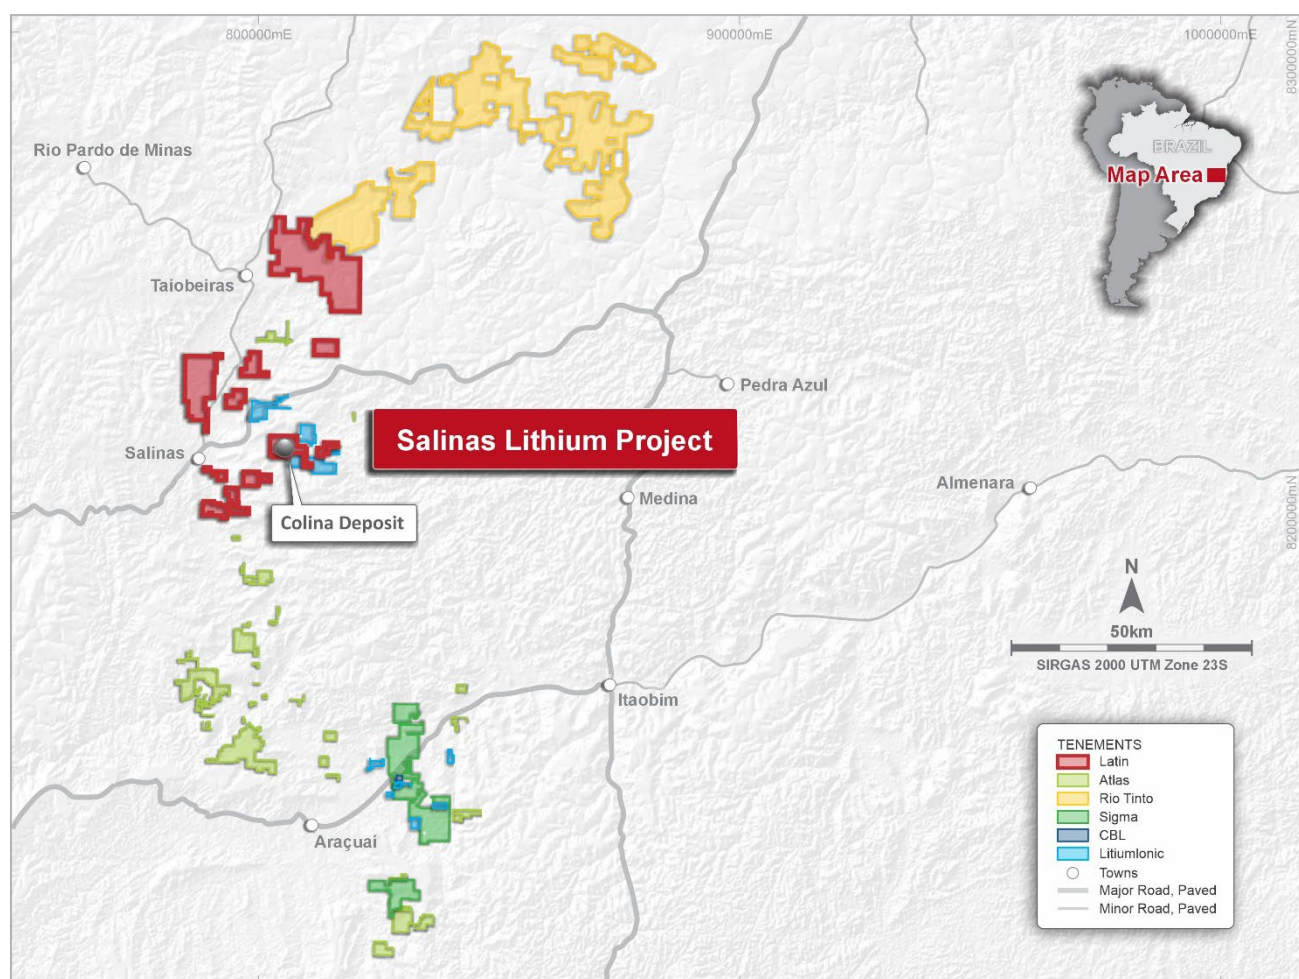 800000mE
900000mE
1000000mE
8300000mN
Rio Pardo de Minas
BRAZIL
Map Area
Taiobeiras
Pedra Azul
Salinas Lithium Project
Salinas
Almenara
Medina
Colina Deposit
8200000mN
N
50km
SIRGAS 2000 UTM Zone 23S
Itaobim
Araçuaí
TENEMENTS
Latin
Atlas
Rio Tinto
Sigma
CBL
LitiumIonic
Towns
Major Road, Paved
Minor Road, Paved